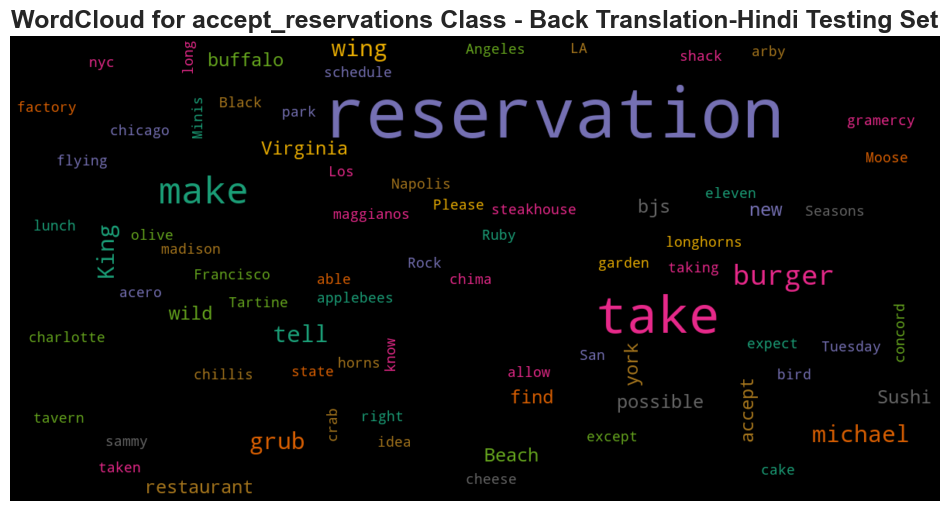 WordCloud for accept_reservations Class - Back Translation-Hindi Testing Set
nyc
long
buffalo
wing
schedule
Angeles
LA
shack
arby
factory
Minis
Black
park
reservation
chicago
gramercy
flying
Virginia
Moose
Los
make
Napolis
eleven
Please
steakhouse
maggianos
bjs
new
Seasons
lunch
King
olive
madison
Ruby
longhorns
Francisco
Rock
garden
taking
burger
able
chima
acero
Tartine
applebees
wild
take
tell
charlotte
know
concord
expect
Tuesday
San
york
horns
chillis
state
allow
bird
find
possible
accept
Sushi
tavern
crab
right
michael
sammy
grub
idea
except
Beach
taken
cake
restaurant
cheese